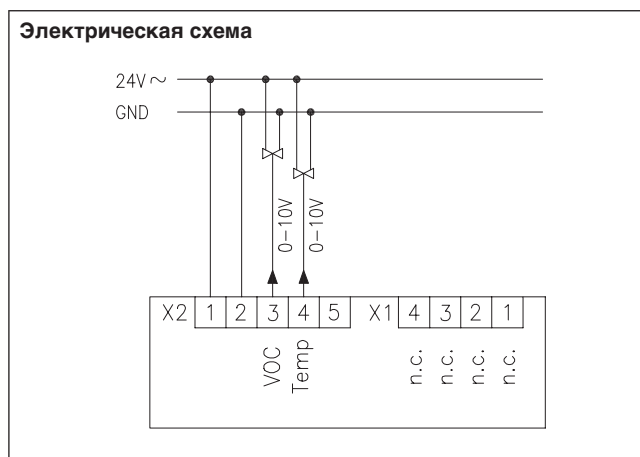 Электрическая схема
24V~
GND
0-10V 0-10V
X2 1 2 3 4 5 X1 4 3 2 1
VOC Temp n.c. n.c. n.c. n.c.